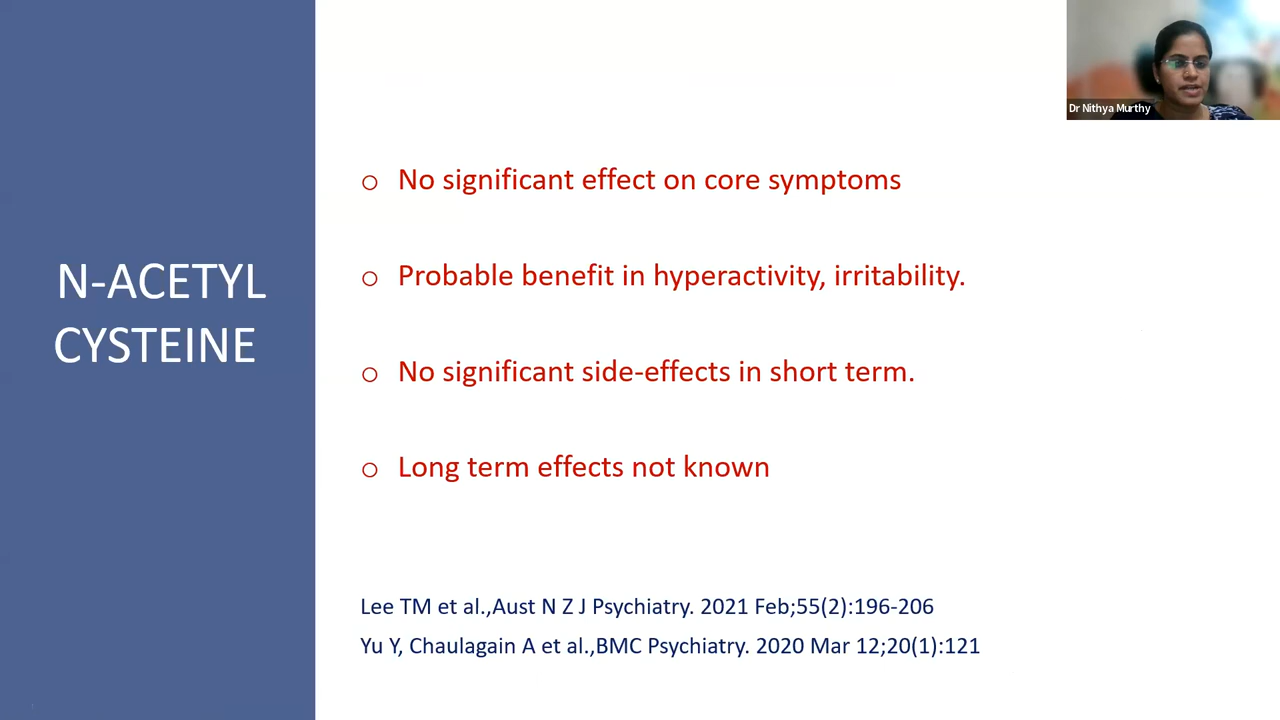 Dr Nithya Murthy
N-ACETYL
CYSTEINE
o No significant effect on core symptoms
o Probable benefit in hyperactivity, irritability.
o No significant side-effects in short term.
o Long term effects not known
Lee TM et al.,Aust N Z J Psychiatry. 2021 Feb;55(2):196-206
Yu Y, Chaulagain A et al.,BMC Psychiatry. 2020 Mar 12;20(1):121